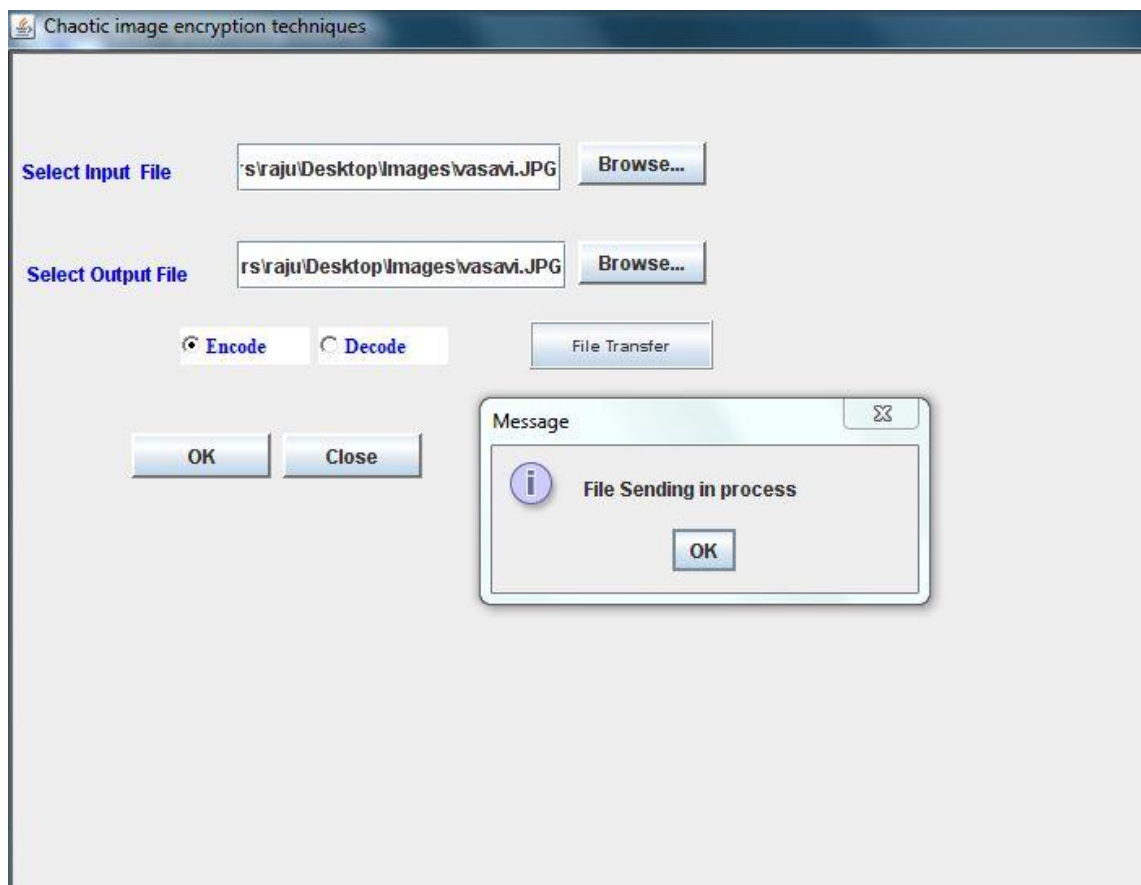 Chaotic image encryption techniques
Select Input File
's\raju\Desktop\Images\vasavi.JPG
Browse...
Select Output File
rs\raju\Desktop\Images\vasavi.JPG
Browse...
Encode
Decode
File Transfer
OK
Close
Message
File Sending in process
OK